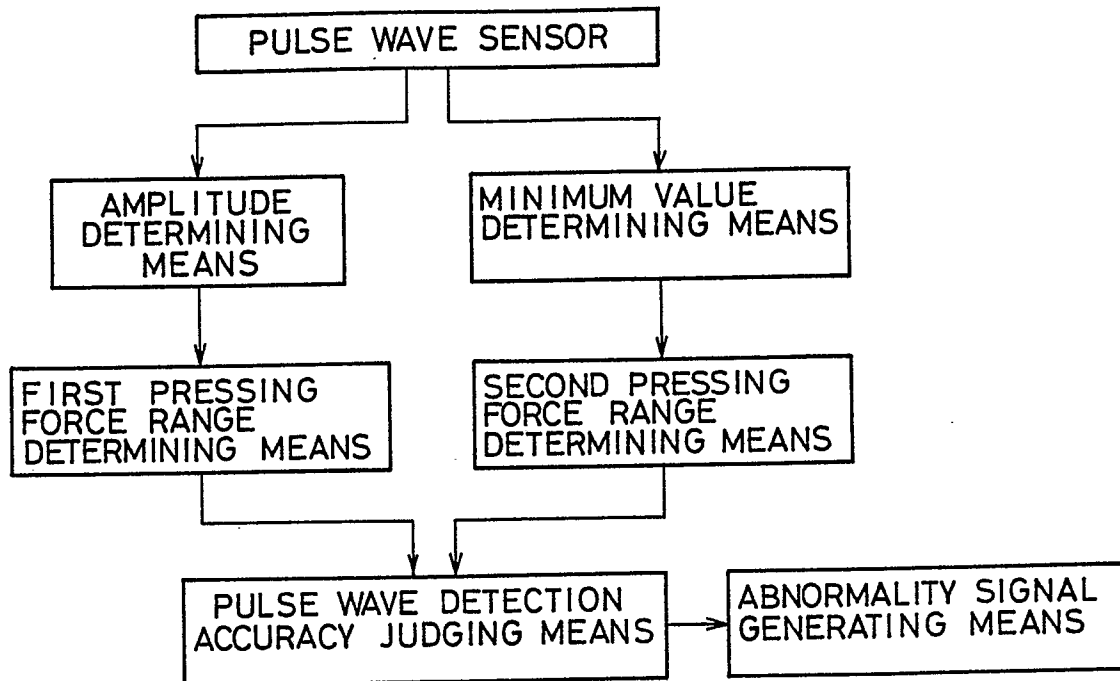 PULSE WAVE SENSOR
AMPLITUDE
DETERMINING
MEANS
MINIMUM VALUE
DETERMINING MEANS
FIRST PRESSING
FORCE RANGE
DETERMINING MEANS
SECOND PRESSING
FORCE RANGE
DETERMINING MEANS
PULSE WAVE DETECTION
ACCURACY JUDGING MEANS
ABNORMALITY SIGNAL
GENERATING MEANS